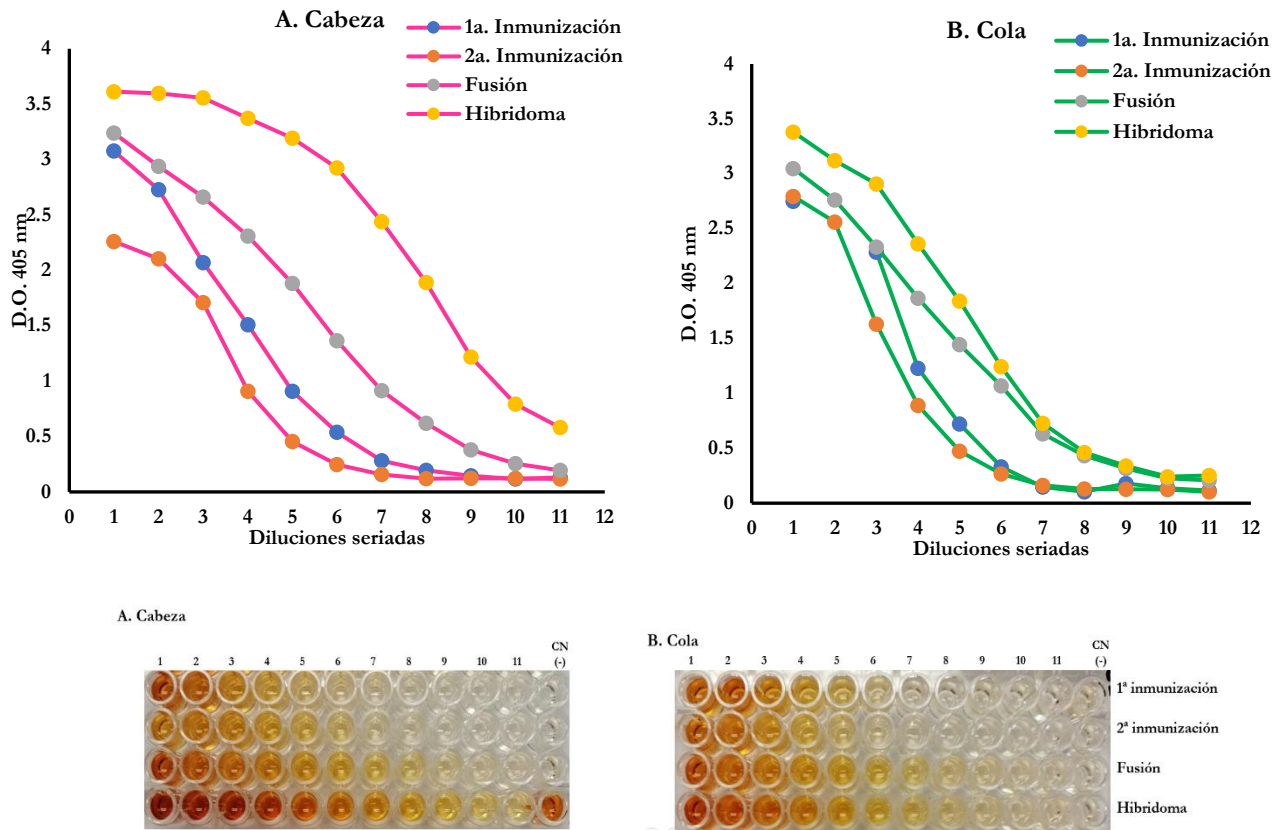 A. Cabeza
1a. Inmunización
2a. Inmunización
Fusión
Hibridoma
D.O. 405 nm
4
3.5
3
2.5
2
1.5
1
0.5
0
0 1 2 3 4 5 6 7 8 9 10 11 12
Diluciones seriadas
B. Cola
1a. Inmunización
2a. Inmunización
Fusión
Hibridoma
D.O. 405 nm
4
3.5
3
2.5
2
1.5
1
0.5
0
0 1 2 3 4 5 6 7 8 9 10 11 12
Diluciones seriadas
A. Cabeza
1 2 3 4 5 6 7 8 9 10 11 CN (-)
B. Cola
1 2 3 4 5 6 7 8 9 10 11 CN (-)
1ª inmunización
2ª inmunización
Fusión
Hibridoma